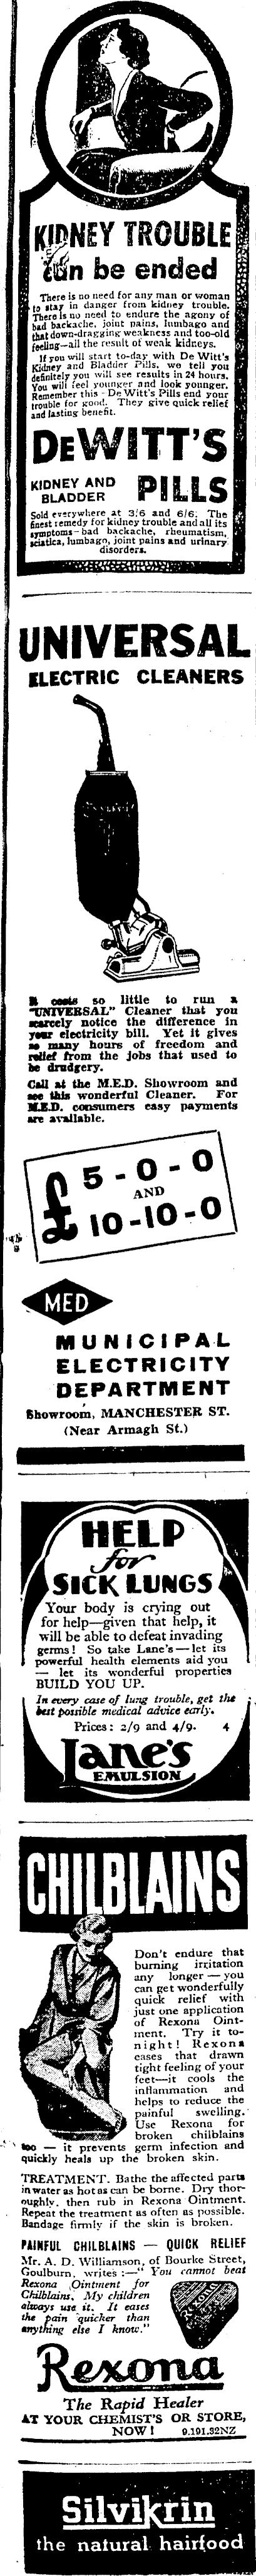 KIDNEY TROUBLE
can be ended
There is no need for any man or woman
to stay in danger from kidney trouble.
There is no need to endure the agony of
bad backache, joint pains, lumbago and
that down-dragging weakness and too-old
feeling—all the result of weak kidneys.
If you will start to-day with De Witt's
Kidney and Bladder Pills, we tell you
definitely you will see results in 24 hours.
You will feel younger and look younger.
Remember this - De Witt's Pills end your
trouble for good. They give quick relief
and lasting benefit.
DEWITT'S
KIDNEY AND
BLADDER PILLS
Sold everywhere at 3/6 and 6/6. The
finest remedy for kidney trouble and all its
symptoms—bad backache, rheumatism,
sciatica, lumbago, joint pains and urinary
disorders.
UNIVERSAL
ELECTRIC CLEANERS
It costs so little to run a
"UNIVERSAL" Cleaner that you
scarcely notice the difference in
your electricity bill. Yet it gives
so many hours of freedom and
relief from the jobs that used to
be drudgery.
Call at the M.E.D. Showroom and
see this wonderful Cleaner. For
M.E.D. consumers easy payments
are available.
£ 5-0-0
AND
10-10-0
MED
MUNICIPAL
ELECTRICITY
DEPARTMENT
Showroom, MANCHESTER ST.
(Near Armagh St.)
HELP
for
SICK LUNGS
Your body is crying out
for help—given that help, it
will be able to defeat invading
germs! So take Lane's—let its
powerful health elements aid you
— let its wonderful properties
BUILD YOU UP.
In every case of lung trouble, get the
best possible medical advice early.
Prices: 2/9 and 4/9. 4
Lane's
EMULSION
CHILBLAINS
Don't endure that
burning irritation
any longer — you
can get wonderfully
quick relief with
just one application
of Rexona Oint-
ment. Try it to-
night! Rexona
eases that drawn
tight feeling of your
feet—it cools the
inflammation and
helps to reduce the
painful swelling.
Use Rexona for
broken chilblains
too — it prevents germ infection and
quickly heals up the broken skin.
TREATMENT. Bathe the affected parts
in water as hot as can be borne. Dry thor-
oughly, then rub in Rexona Ointment.
Repeat the treatment as often as possible.
Bandage firmly if the skin is broken.
PAINFUL CHILBLAINS — QUICK RELIEF
Mr. A. D. Williamson, of Bourke Street,
Goulburn, writes:—"You cannot beat
Rexona Ointment for
Chilblains. My children
always use it. It eases
the pain quicker than
anything else I know."
Rexona
The Rapid Healer
AT YOUR CHEMIST'S OR STORE,
NOW! 9.191.32NZ
Silvikrin
the natural hairfood